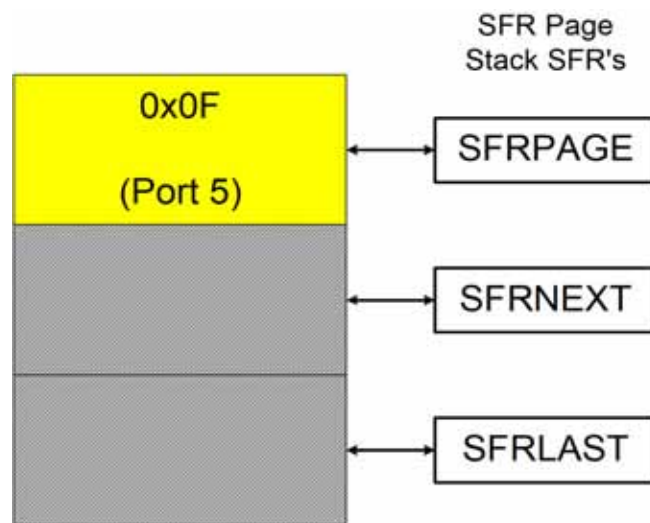 SFR Page
Stack SFR's
0x0F
(Port 5)
SFRPAGE
SFRNEXT
SFRLAST